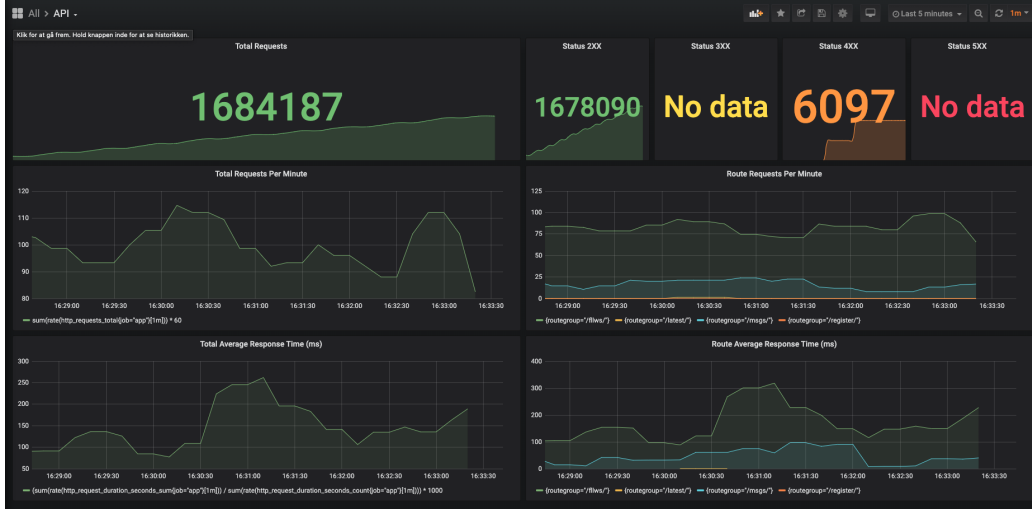 All > API
Last 5 minutes
1m
Klik for at gå frem. Hold knappen inde for at se historikken.
Total Requests
1684187
Status 2XX
1678090
Status 3XX
No data
Status 4XX
6097
Status 5XX
No data
Total Requests Per Minute
120
110
100
90
80
16:29:00 16:29:30 16:30:00 16:30:30 16:31:00 16:31:30 16:32:00 16:32:30 16:33:00 16:33:30
sum(rate(http_requests_total{job="app"}[1m])) * 60
Route Requests Per Minute
125
100
75
50
25
0
16:29:00 16:29:30 16:30:00 16:30:30 16:31:00 16:31:30 16:32:00 16:32:30 16:33:00 16:33:30
{routegroup="/fllws/"} {routegroup="/latest/"} {routegroup="/msgs/"} {routegroup="/register/"}
Total Average Response Time (ms)
300
250
200
150
100
50
16:29:00 16:29:30 16:30:00 16:30:30 16:31:00 16:31:30 16:32:00 16:32:30 16:33:00 16:33:30
(sum(rate(http_request_duration_seconds_sum{job="app"}[1m])) / sum(rate(http_request_duration_seconds_count{job="app"}[1m]))) * 1000
Route Average Response Time (ms)
400
300
200
100
0
16:29:00 16:29:30 16:30:00 16:30:30 16:31:00 16:31:30 16:32:00 16:32:30 16:33:00 16:33:30
{routegroup="/fllws/"} {routegroup="/latest/"} {routegroup="/msgs/"} {routegroup="/register/"}